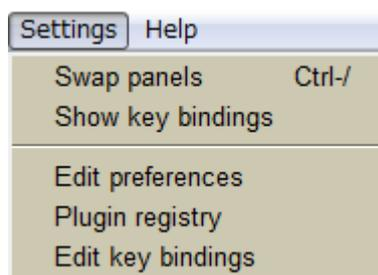 Settings Help
Swap panels Ctrl-/
Show key bindings
Edit preferences
Plugin registry
Edit key bindings